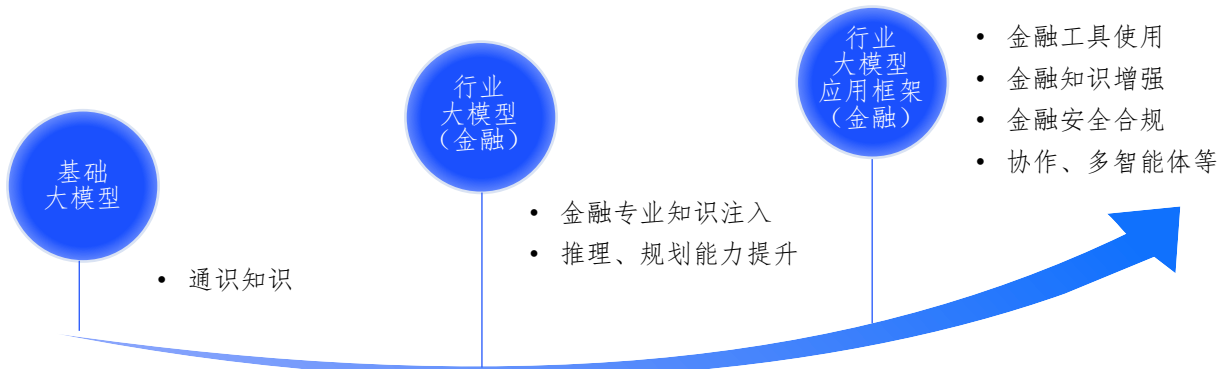 基础
大模型
• 通识知识
行业
大模型
（金融）
• 金融专业知识注入
• 推理、规划能力提升
行业
大模型
应用框架
（金融）
• 金融工具使用
• 金融知识增强
• 金融安全合规
• 协作、多智能体等